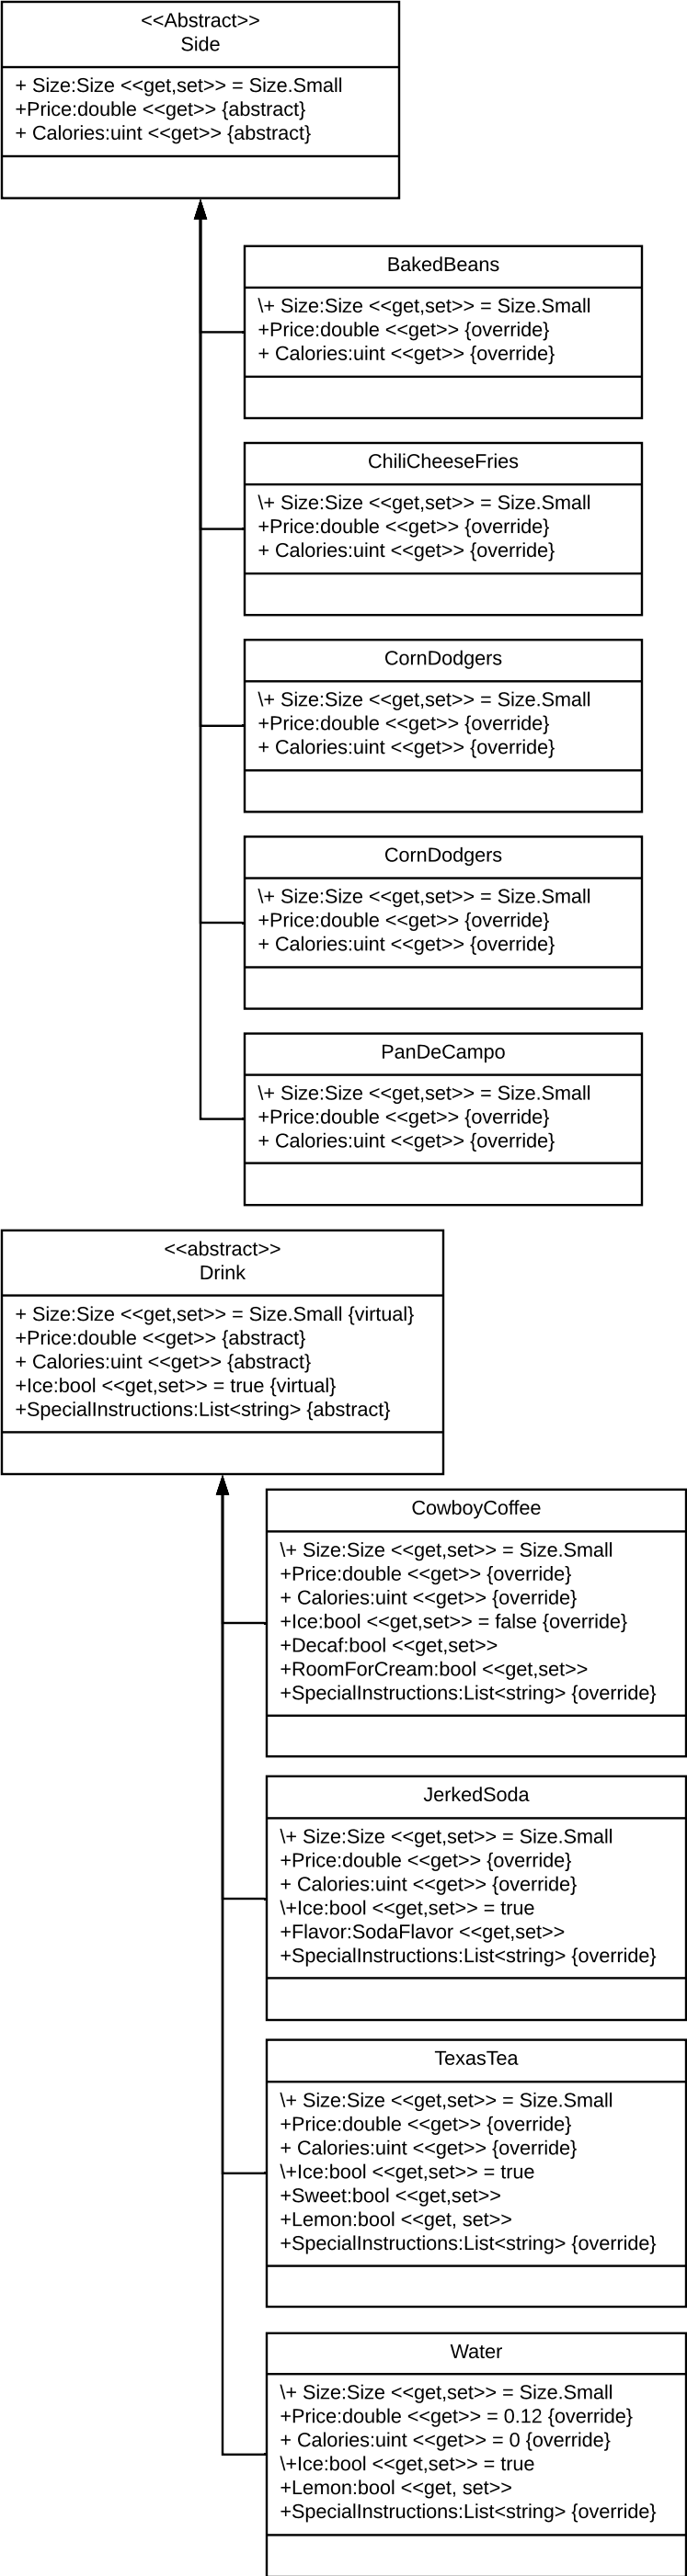 <<Abstract>>
Side
+ Size:Size <<get,set>> = Size.Small
+Price:double <<get>> {abstract}
+ Calories:uint <<get>> {abstract}
BakedBeans
\+ Size:Size <<get,set>> = Size.Small
+Price:double <<get>> {override}
+ Calories:uint <<get>> {override}
ChiliCheeseFries
\+ Size:Size <<get,set>> = Size.Small
+Price:double <<get>> {override}
+ Calories:uint <<get>> {override}
CornDodgers
\+ Size:Size <<get,set>> = Size.Small
+Price:double <<get>> {override}
+ Calories:uint <<get>> {override}
CornDodgers
\+ Size:Size <<get,set>> = Size.Small
+Price:double <<get>> {override}
+ Calories:uint <<get>> {override}
PanDeCampo
\+ Size:Size <<get,set>> = Size.Small
+Price:double <<get>> {override}
+ Calories:uint <<get>> {override}
<<abstract>>
Drink
+ Size:Size <<get,set>> = Size.Small {virtual}
+Price:double <<get>> {abstract}
+ Calories:uint <<get>> {abstract}
+Ice:bool <<get,set>> = true {virtual}
+SpecialInstructions:List<string> {abstract}
CowboyCoffee
\+ Size:Size <<get,set>> = Size.Small
+Price:double <<get>> {override}
+ Calories:uint <<get>> {override}
+Ice:bool <<get,set>> = false {override}
+Decaf:bool <<get,set>>
+RoomForCream:bool <<get,set>>
+SpecialInstructions:List<string> {override}
JerkedSoda
\+ Size:Size <<get,set>> = Size.Small
+Price:double <<get>> {override}
+ Calories:uint <<get>> {override}
\+Ice:bool <<get,set>> = true
+Flavor:SodaFlavor <<get,set>>
+SpecialInstructions:List<string> {override}
TexasTea
\+ Size:Size <<get,set>> = Size.Small
+Price:double <<get>> {override}
+ Calories:uint <<get>> {override}
\+Ice:bool <<get,set>> = true
+Sweet:bool <<get,set>>
+Lemon:bool <<get, set>>
+SpecialInstructions:List<string> {override}
Water
\+ Size:Size <<get,set>> = Size.Small
+Price:double <<get>> = 0.12 {override}
+ Calories:uint <<get>> = 0 {override}
\+Ice:bool <<get,set>> = true
+Lemon:bool <<get, set>>
+SpecialInstructions:List<string> {override}